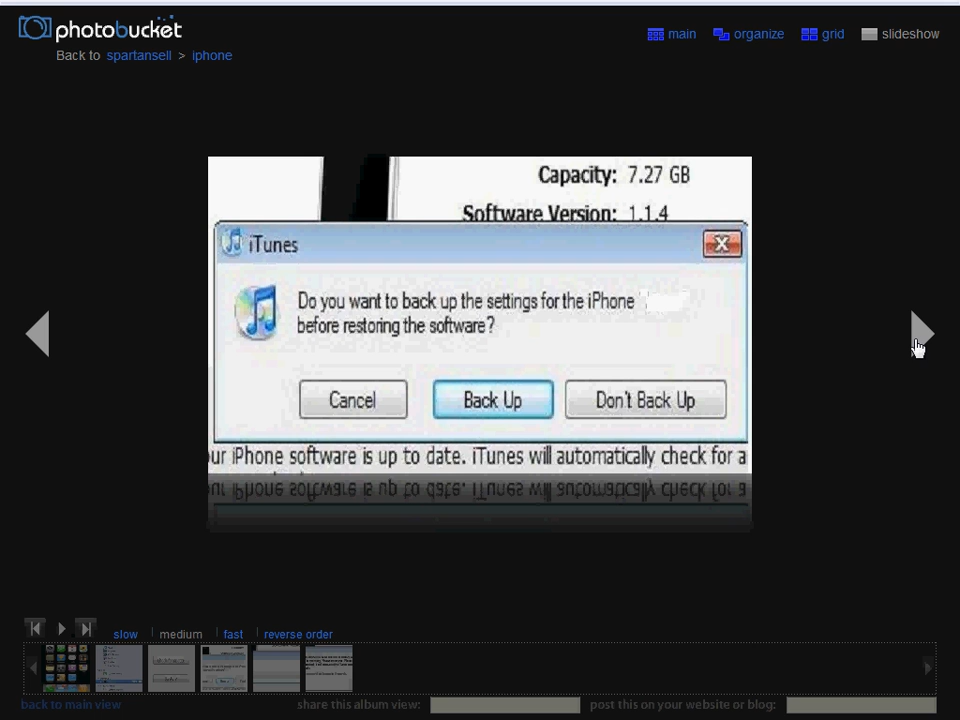 photobucket
main organize grid slideshow
Back to spartansell > iphone
Capacity: 7.27 GB
Software Version: 1.1.4
iTunes
Do you want to back up the settings for the iPhone
before restoring the software?
Cancel Back Up Don't Back Up
ur iPhone software is up to date. iTunes will automatically check for a
slow medium fast reverse order
back to main view share this album view: post this on your website or blog: